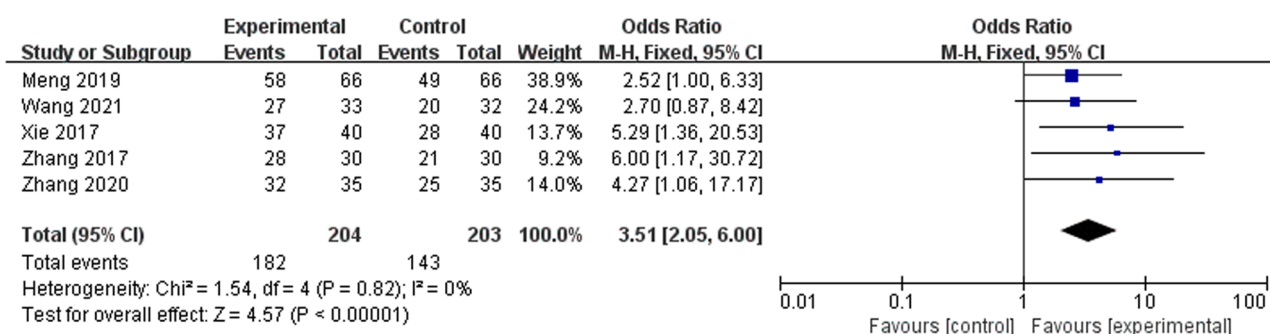 Experimental Control Odds Ratio Odds Ratio
Study or Subgroup Events Total Events Total Weight M-H, Fixed, 95% CI M-H, Fixed, 95% CI
Meng 2019 58 66 49 66 38.9% 2.52 [1.00, 6.33]
Wang 2021 27 33 20 32 24.2% 2.70 [0.87, 8.42]
Xie 2017 37 40 28 40 13.7% 5.29 [1.36, 20.53]
Zhang 2017 28 30 21 30 9.2% 6.00 [1.17, 30.72]
Zhang 2020 32 35 25 35 14.0% 4.27 [1.06, 17.17]
Total (95% CI) 204 203 100.0% 3.51 [2.05, 6.00]
Total events 182 143
Heterogeneity: Chi² = 1.54, df = 4 (P = 0.82); I² = 0%
Test for overall effect: Z = 4.57 (P < 0.00001)
0.01 0.1 1 10 100
Favours [control] Favours [experimental]